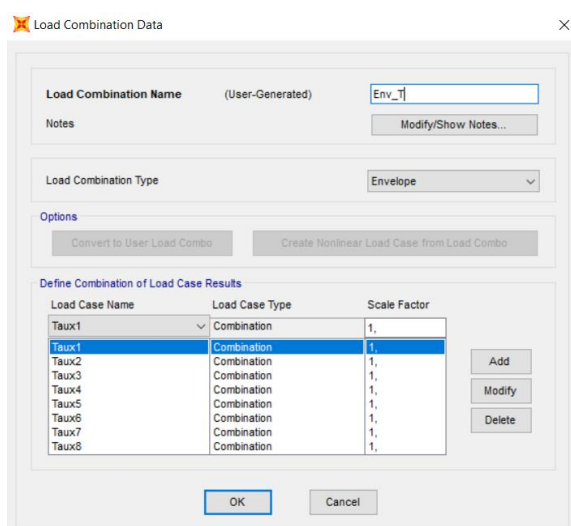 Load Combination Data
Load Combination Name (User-Generated) Env_T
Notes Modify/Show Notes...
Load Combination Type Envelope
Options
Convert to User Load Combo Create Nonlinear Load Case from Load Combo
Define Combination of Load Case Results
Load Case Name Load Case Type Scale Factor
Taux1 Combination 1,
Taux1 Combination 1,
Taux2 Combination 1,
Taux3 Combination 1,
Taux4 Combination 1,
Taux5 Combination 1,
Taux6 Combination 1,
Taux7 Combination 1,
Taux8 Combination 1,
Add
Modify
Delete
OK Cancel